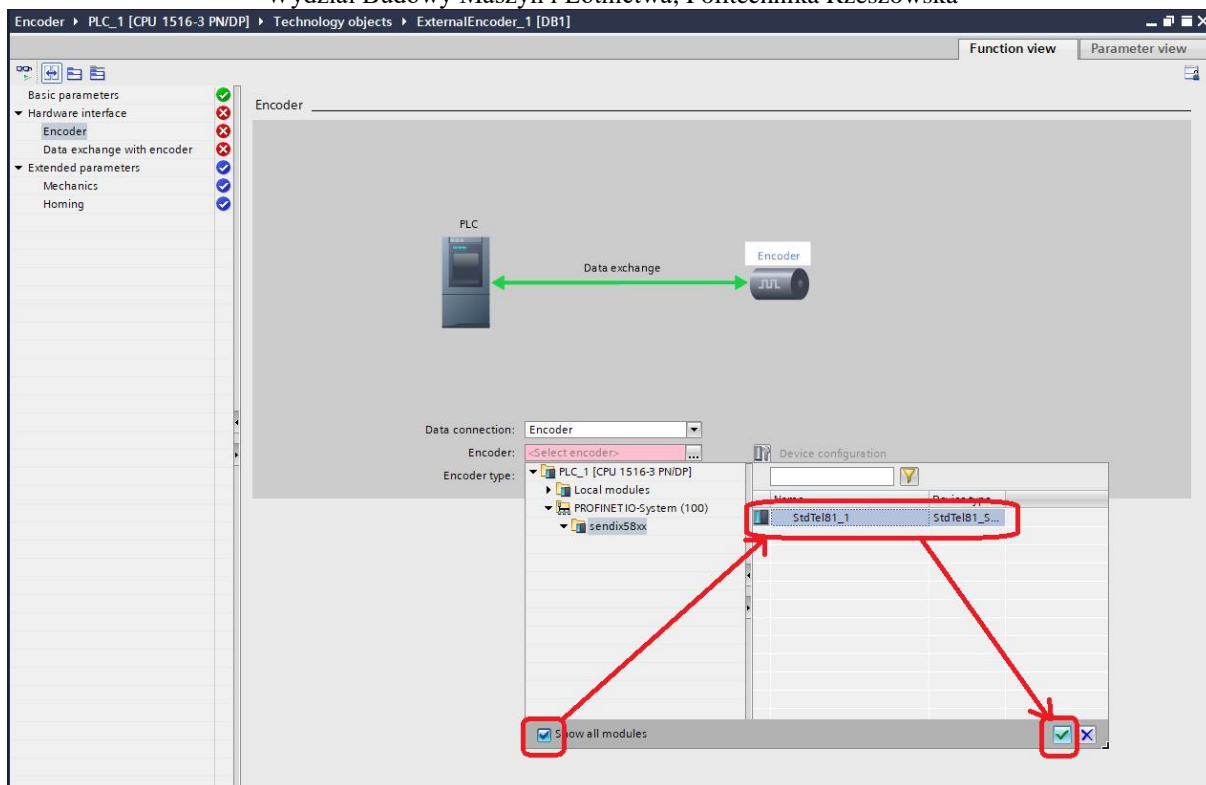 Wydział Budowy Maszyn i Lotnictwa, Politechnika Rzeszowska
Encoder ▸ PLC_1 [CPU 1516-3 PN/DP] ▸ Technology objects ▸ ExternalEncoder_1 [DB1]
Function view
Parameter view
Basic parameters
Hardware interface
Encoder
Data exchange with encoder
Extended parameters
Mechanics
Homing
Encoder
PLC
Data exchange
Encoder
Data connection: Encoder
Encoder: <Select encoder> ...
Device configuration
Encoder type:
PLC_1 [CPU 1516-3 PN/DP]
Local modules
PROFINET IO-System (100)
sendix58xx
Name Device type
StdTel81_1 StdTel81_S...
Show all modules